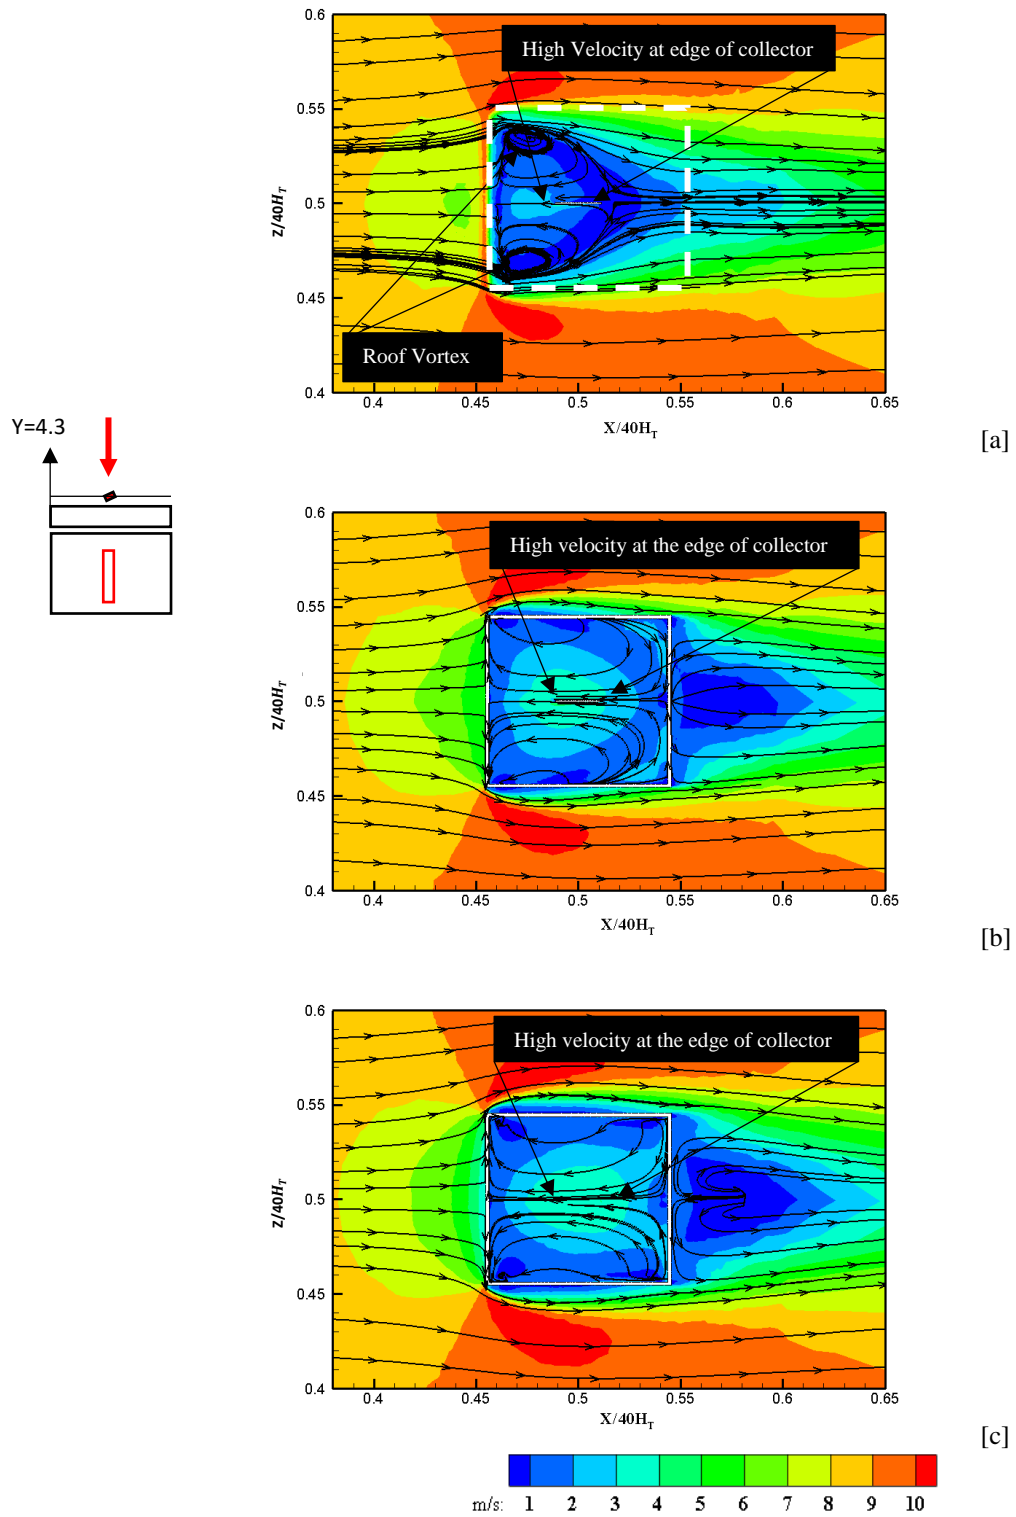 0.6
High Velocity at edge of collector
0.55
Z/40H_T
0.5
0.45
Roof Vortex
0.4
0.4 0.45 0.5 0.55 0.6 0.65
X/40H_T
[a]
Y=4.3
0.6
High velocity at the edge of collector
0.55
Z/40H_T
0.5
0.45
0.4
0.4 0.45 0.5 0.55 0.6 0.65
X/40H_T
[b]
0.6
High velocity at the edge of collector
0.55
Z/40H_T
0.5
0.45
0.4
0.4 0.45 0.5 0.55 0.6 0.65
X/40H_T
[c]
m/s: 1 2 3 4 5 6 7 8 9 10